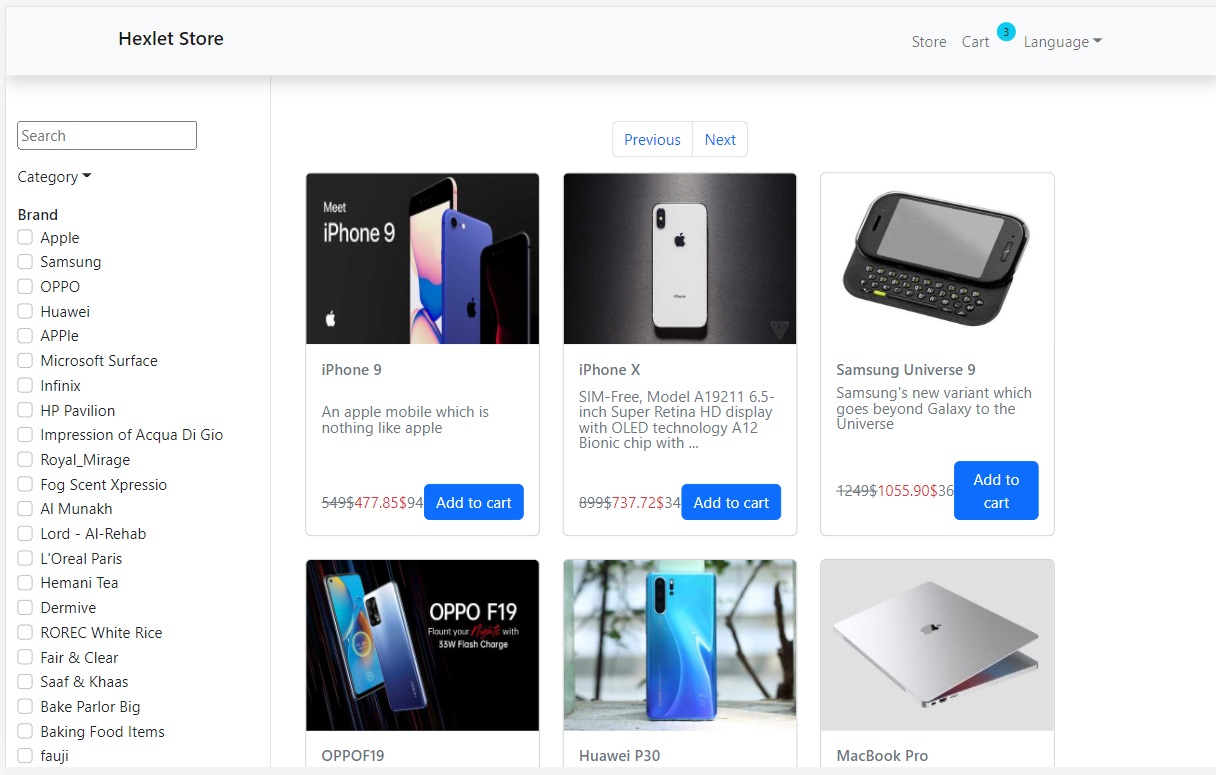 Hexlet Store
Store Cart 3 Language
Search
Category
Brand
Apple
Samsung
OPPO
Huawei
APPle
Microsoft Surface
Infinix
HP Pavilion
Impression of Acqua Di Gio
Royal_Mirage
Fog Scent Xpressio
Al Munakh
Lord - Al-Rehab
L'Oreal Paris
Hemani Tea
Dermive
ROREC White Rice
Fair & Clear
Saaf & Khaas
Bake Parlor Big
Baking Food Items
fauji
Previous Next
Meet
iPhone 9
iPhone 9
An apple mobile which is
nothing like apple
549$477.85$94 Add to cart
iPhone
iPhone X
SIM-Free, Model A19211 6.5-
inch Super Retina HD display
with OLED technology A12
Bionic chip with ...
899$737.72$34 Add to cart
Samsung Universe 9
Samsung's new variant which
goes beyond Galaxy to the
Universe
1249$1055.90$36 Add to
cart
OPPO F19
Flaunt your Nights with
33W Flash Charge
OPPOF19
Huawei P30
MacBook Pro